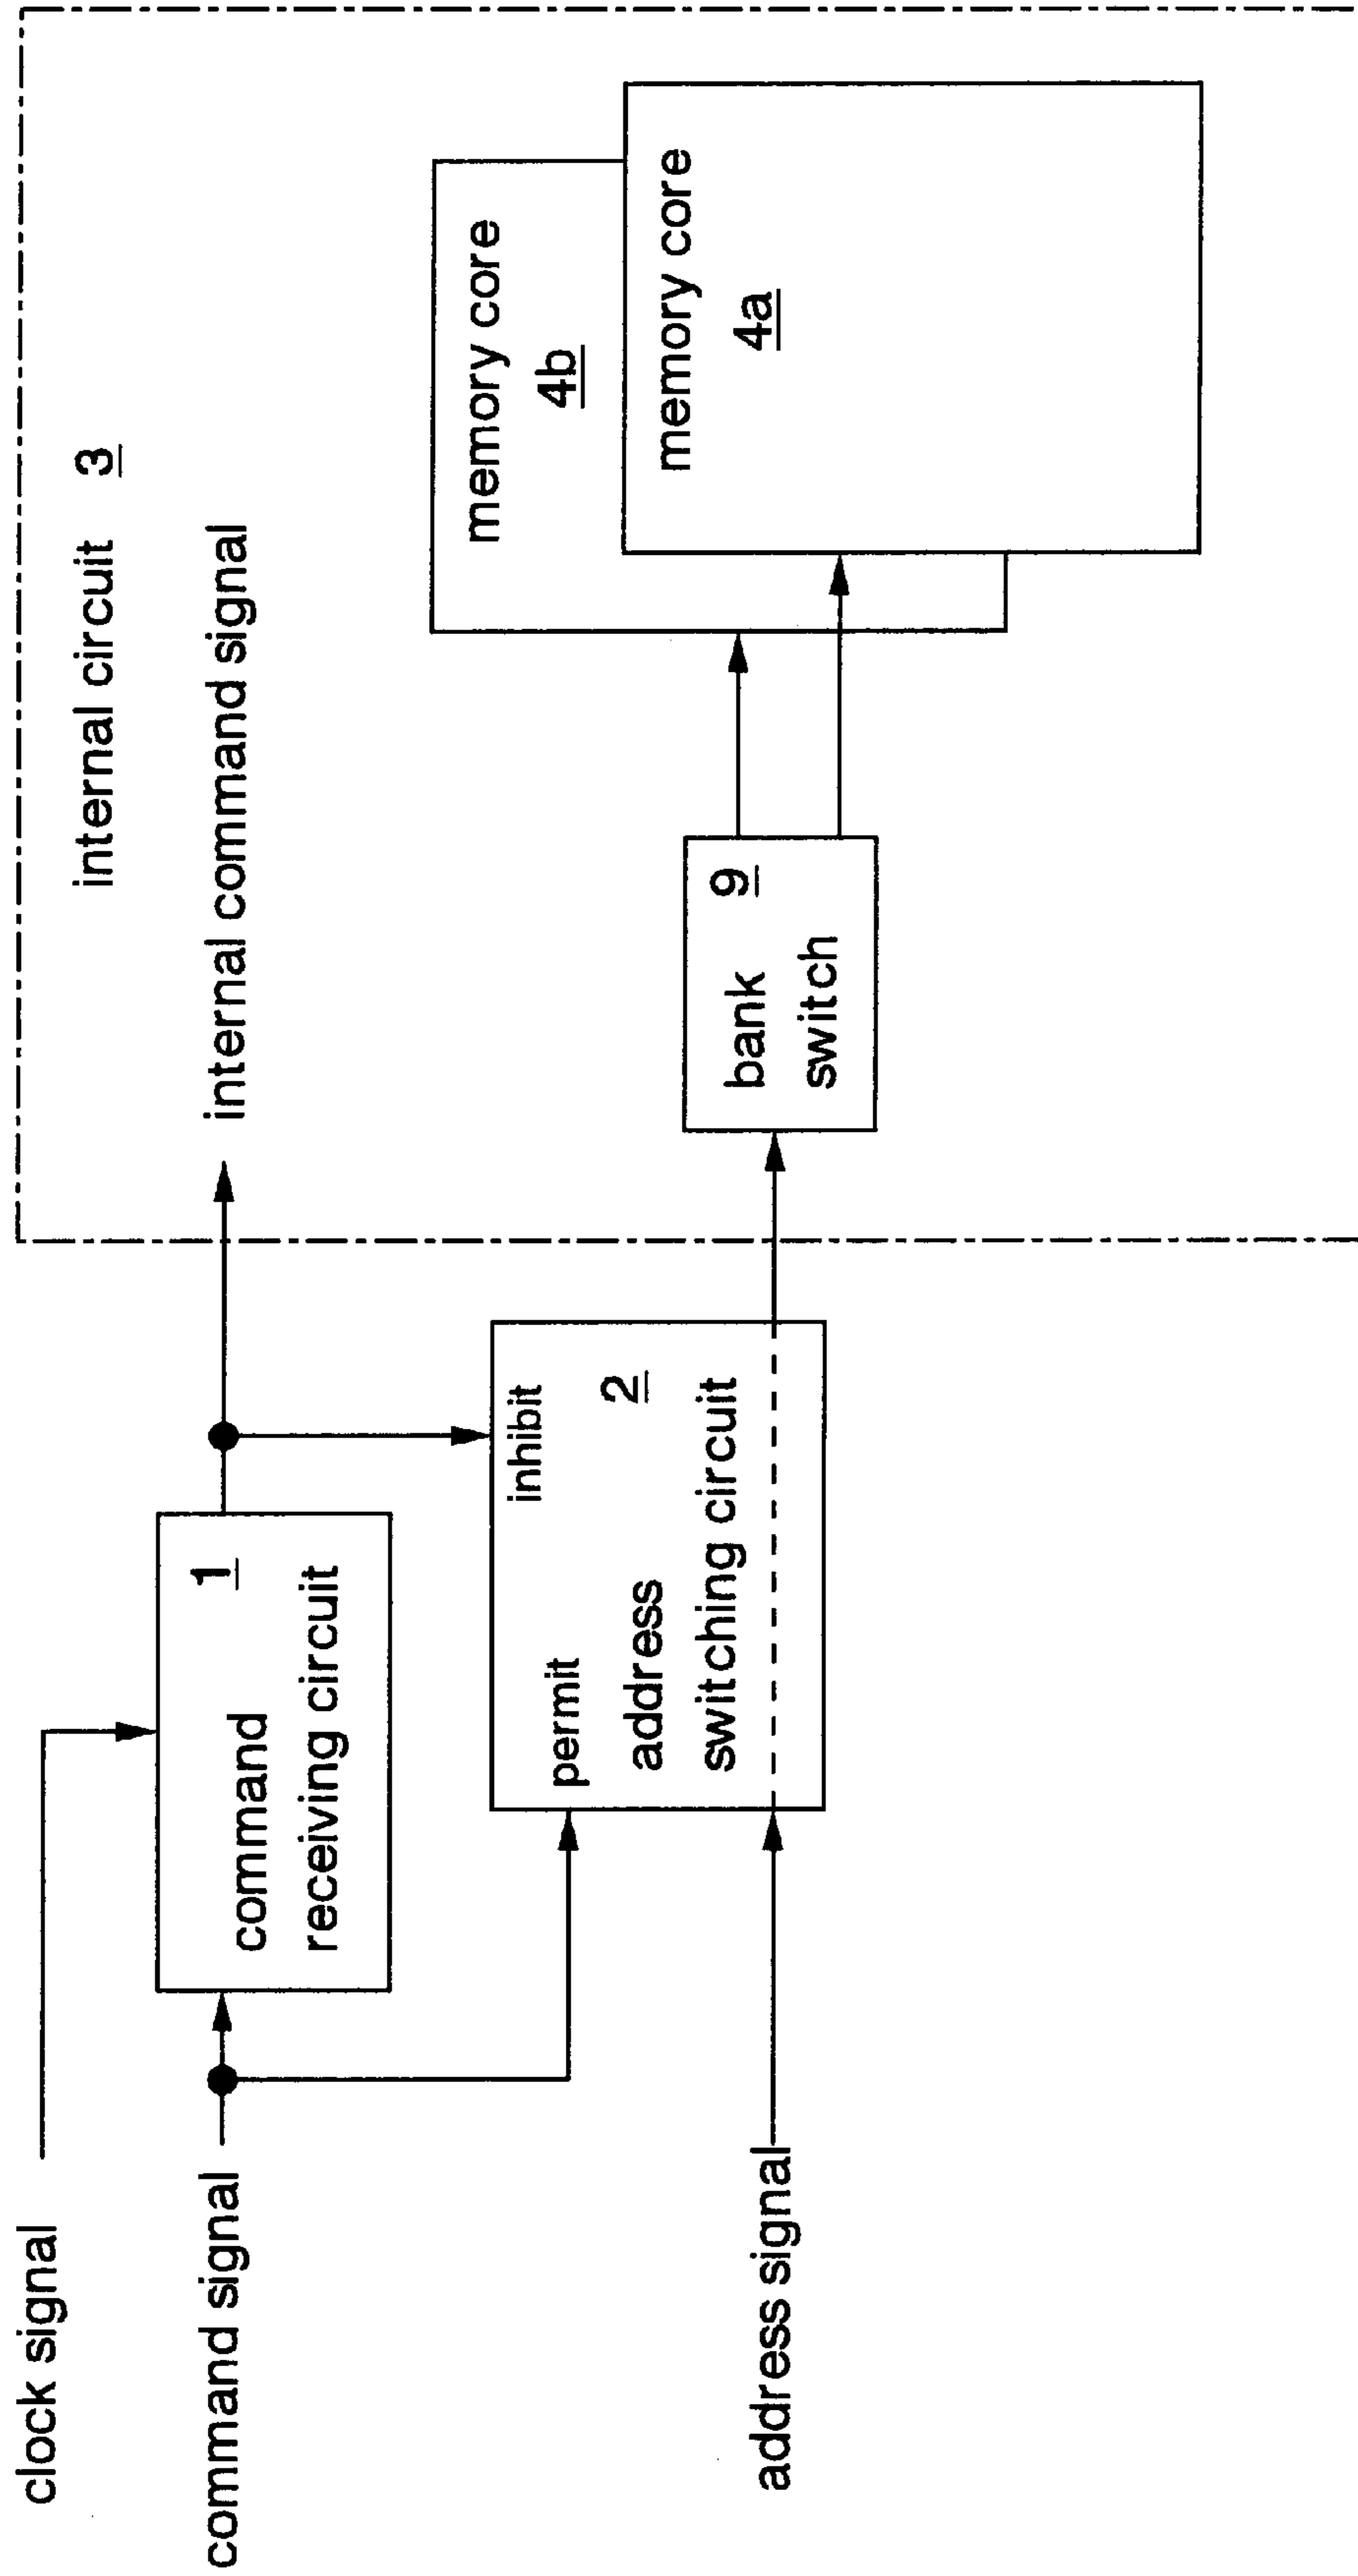 clock signal
command signal
address signal
1
command
receiving circuit
permit
inhibit
2
address
switching circuit
internal circuit 3
internal command signal
bank 9
switch
memory core
4b
memory core
4a